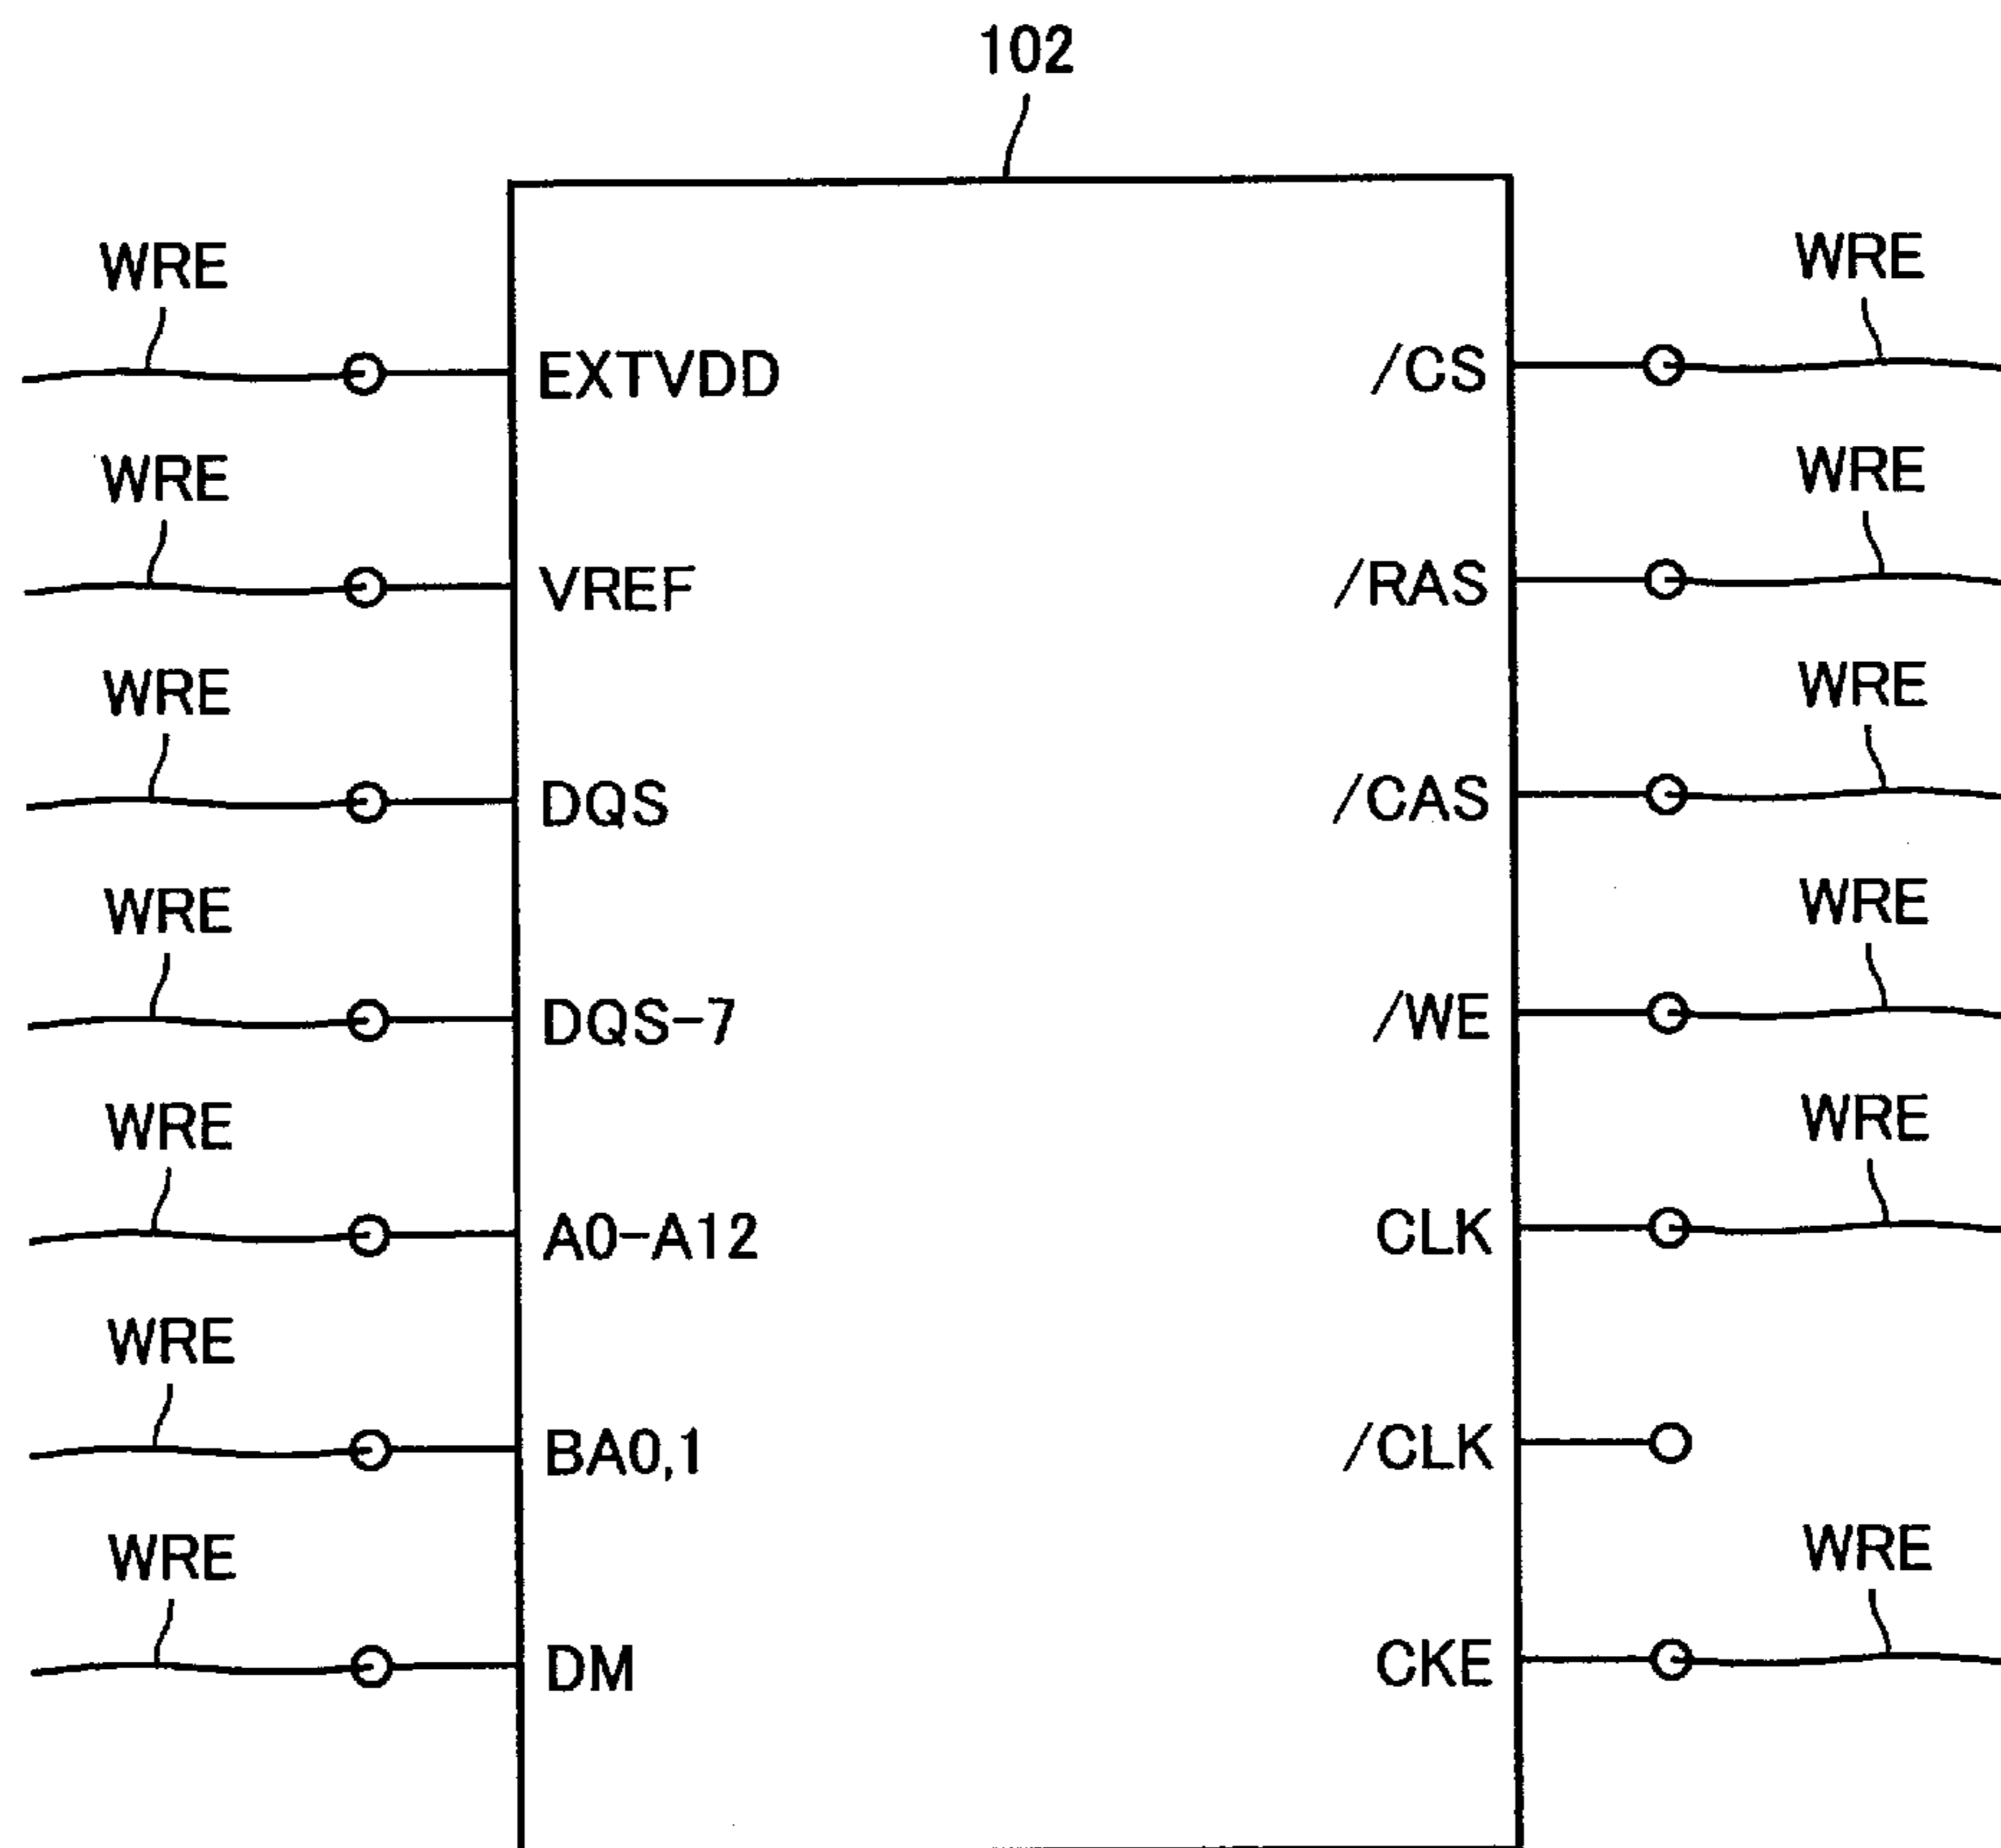 102
WRE
WRE
EXTVDD
/CS
WRE
WRE
VREF
/RAS
WRE
WRE
DQS
/CAS
WRE
WRE
DQS-7
/WE
WRE
WRE
A0-A12
CLK
WRE
BA0,1
/CLK
WRE
WRE
DM
CKE